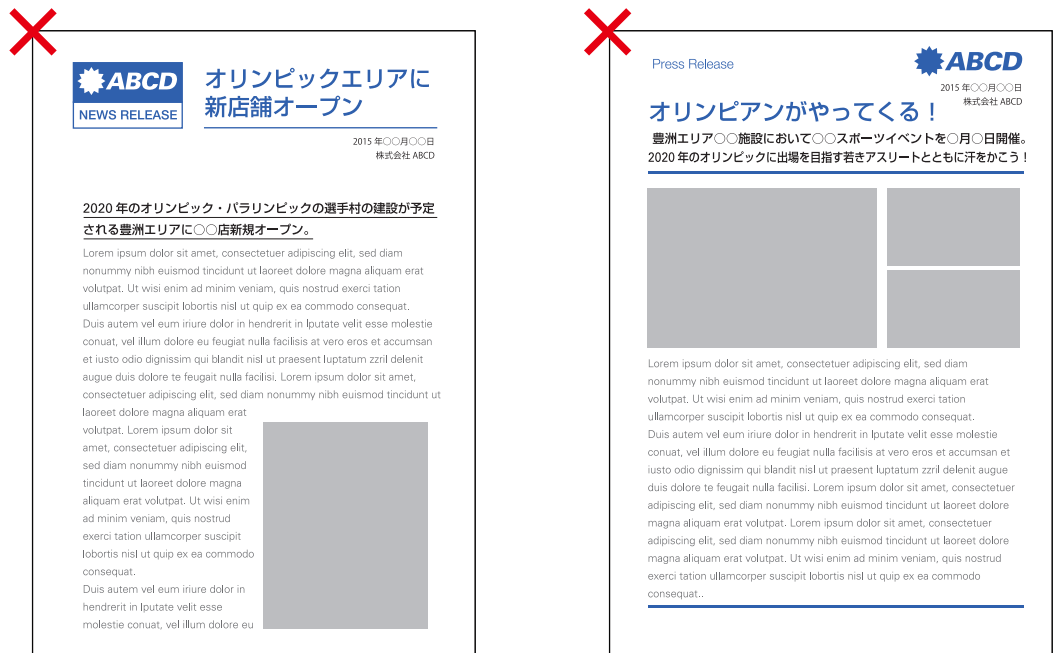 ABCD
NEWS RELEASE
オリンピックエリアに
新店舗オープン
2015 年○○月○○日
株式会社 ABCD
2020 年のオリンピック・パラリンピックの選手村の建設が予定
される豊洲エリアに○○店新規オープン。
Lorem ipsum dolor sit amet, consectetuer adipiscing elit, sed diam
nonummy nibh euismod tincidunt ut laoreet dolore magna aliquam erat
volutpat. Ut wisi enim ad minim veniam, quis nostrud exerci tation
ullamcorper suscipit lobortis nisl ut quip ex ea commodo consequat.
Duis autem vel eum iriure dolor in hendrerit in lputate velit esse molestie
conuat, vel illum dolore eu feugiat nulla facilisis at vero eros et accumsan
et iusto odio dignissim qui blandit nisl ut praesent luptatum zzril delenit
augue duis dolore te feugait nulla facilisi. Lorem ipsum dolor sit amet,
consectetuer adipiscing elit, sed diam nonummy nibh euismod tincidunt ut
laoreet dolore magna aliquam erat
volutpat. Lorem ipsum dolor sit
amet, consectetuer adipiscing elit,
sed diam nonummy nibh euismod
tincidunt ut laoreet dolore magna
aliquam erat volutpat. Ut wisi enim
ad minim veniam, quis nostrud
exerci tation ullamcorper suscipit
lobortis nisl ut quip ex ea commodo
consequat.
Duis autem vel eum iriure dolor in
hendrerit in lputate velit esse
molestie conuat, vel illum dolore eu
Press Release
ABCD
2015 年○○月○○日
株式会社 ABCD
オリンピアンがやってくる！
豊洲エリア○○施設において○○スポーツイベントを○月○日開催。
2020 年のオリンピックに出場を目指す若きアスリートとともに汗をかこう！
Lorem ipsum dolor sit amet, consectetuer adipiscing elit, sed diam
nonummy nibh euismod tincidunt ut laoreet dolore magna aliquam erat
volutpat. Ut wisi enim ad minim veniam, quis nostrud exerci tation
ullamcorper suscipit lobortis nisl ut quip ex ea commodo consequat.
Duis autem vel eum iriure dolor in hendrerit in lputate velit esse molestie
conuat, vel illum dolore eu feugiat nulla facilisis at vero eros et accumsan et
iusto odio dignissim qui blandit nisl ut praesent luptatum zzril delenit augue
duis dolore te feugait nulla facilisi. Lorem ipsum dolor sit amet, consectetuer
adipiscing elit, sed diam nonummy nibh euismod tincidunt ut laoreet dolore
magna aliquam erat volutpat. Lorem ipsum dolor sit amet, consectetuer
adipiscing elit, sed diam nonummy nibh euismod tincidunt ut laoreet dolore
magna aliquam erat volutpat. Ut wisi enim ad minim veniam, quis nostrud
exerci tation ullamcorper suscipit lobortis nisl ut quip ex ea commodo
consequat..